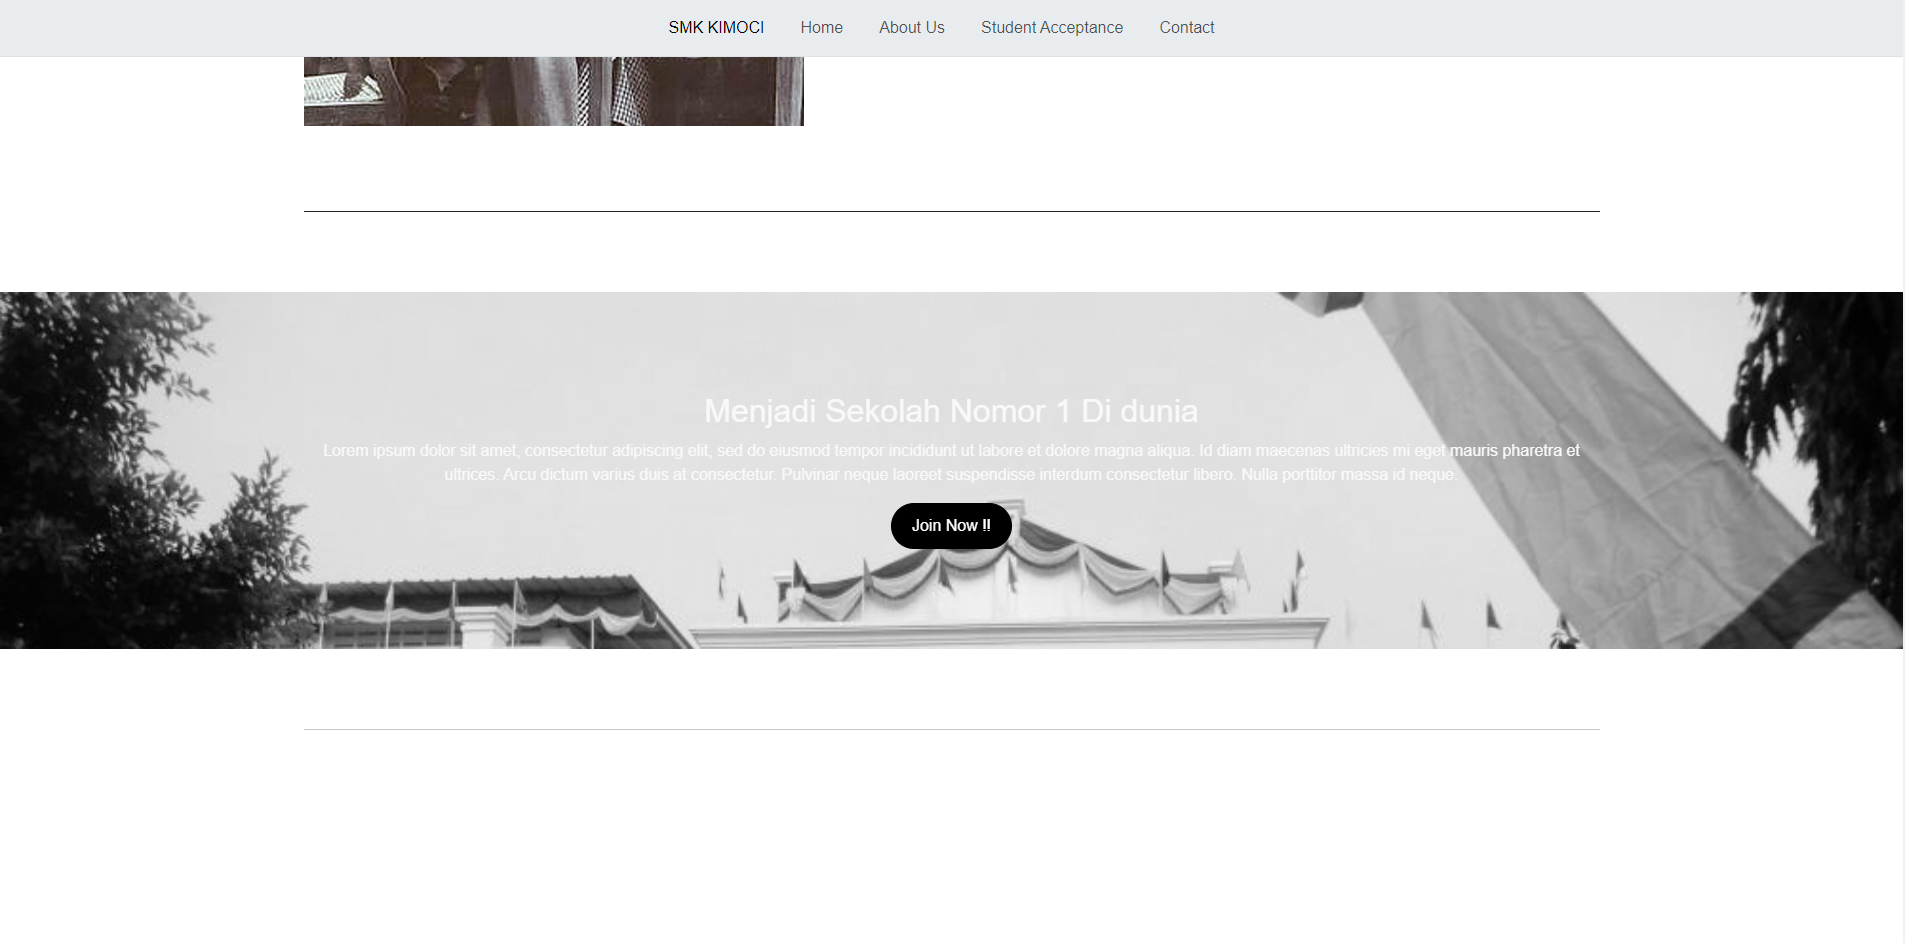 SMK KIMOCI Home About Us Student Acceptance Contact
Menjadi Sekolah Nomor 1 Di dunia
Lorem ipsum dolor sit amet, consectetur adipiscing elit, sed do eiusmod tempor incididunt ut labore et dolore magna aliqua. Id diam maecenas ultricies mi eget mauris pharetra et
ultrices. Arcu dictum varius duis at consectetur. Pulvinar neque laoreet suspendisse interdum consectetur libero. Nulla porttitor massa id neque.
Join Now !!